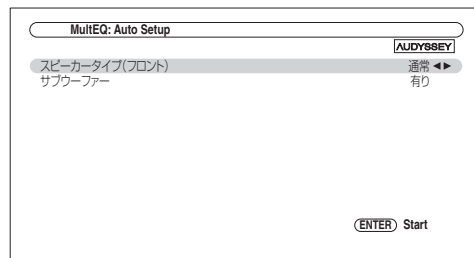 MultEQ: Auto Setup
AUDYSSEY
スピーカータイプ(フロント) 通常 ◀▶
サブウーファー 有り
ENTER Start